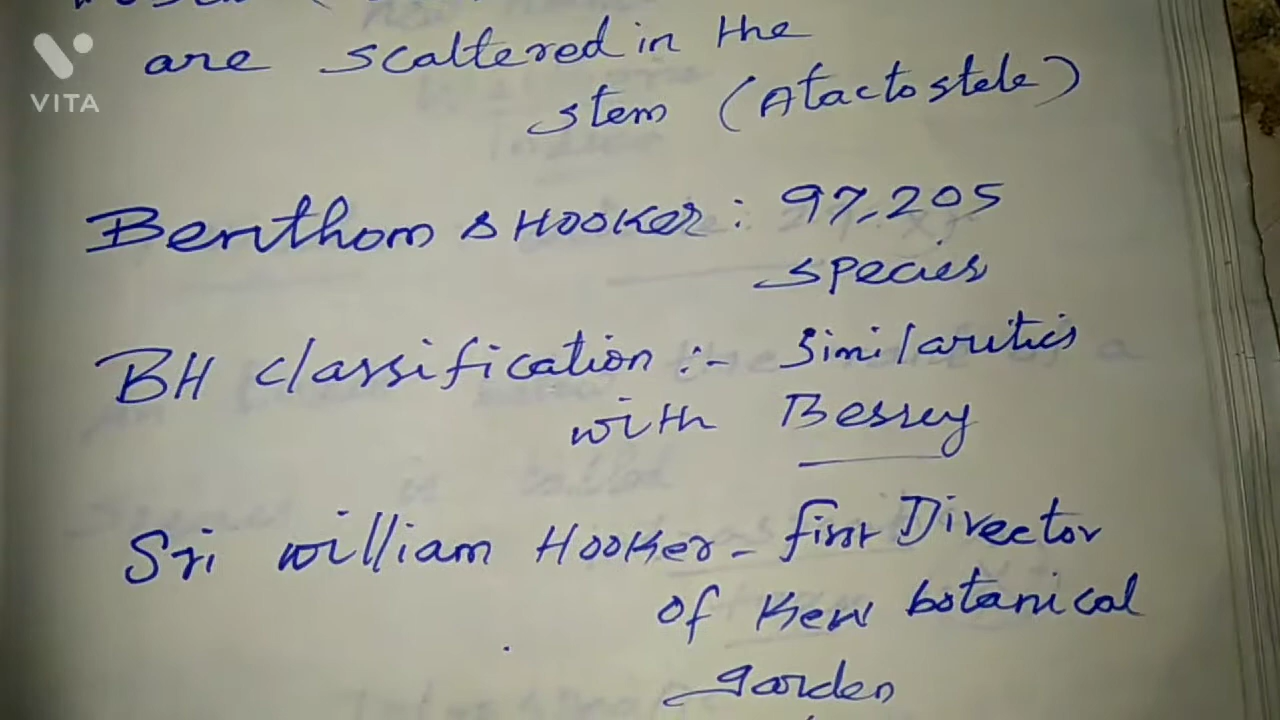 VITA
are scattered in the
stem (Atactostele)
Benthom & HOOKER : 97,205
species
BH classification :- Similarities
with Bessey
Sri william Hooker - first Director
of Kew botanical
garden